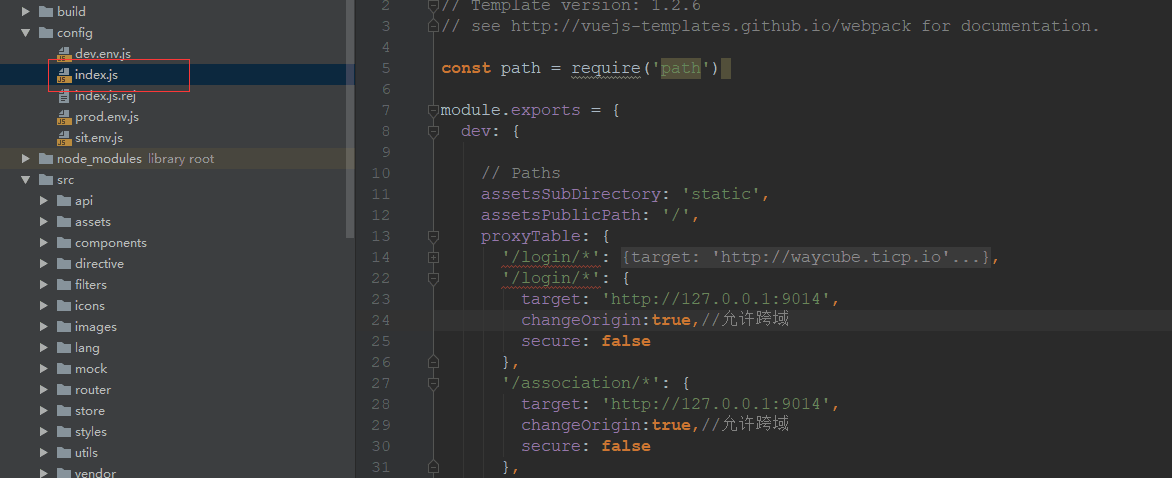 build
config
dev.env.js
index.js
index.js.rej
prod.env.js
sit.env.js
node_modules library root
src
api
assets
components
directive
filters
icons
images
lang
mock
router
store
styles
utils
vendor
2 // Template version: 1.2.6
3 // see http://vuejs-templates.github.io/webpack for documentation.
4
5 const path = require('path')
6
7 module.exports = {
8 dev: {
9
10 // Paths
11 assetsSubDirectory: 'static',
12 assetsPublicPath: '/',
13 proxyTable: {
14 '/login/*': {target: 'http://waycube.ticp.io'...},
22 '/login/*': {
23 target: 'http://127.0.0.1:9014',
24 changeOrigin:true,//允许跨域
25 secure: false
26 },
27 '/association/*': {
28 target: 'http://127.0.0.1:9014',
29 changeOrigin:true,//允许跨域
30 secure: false
31 },